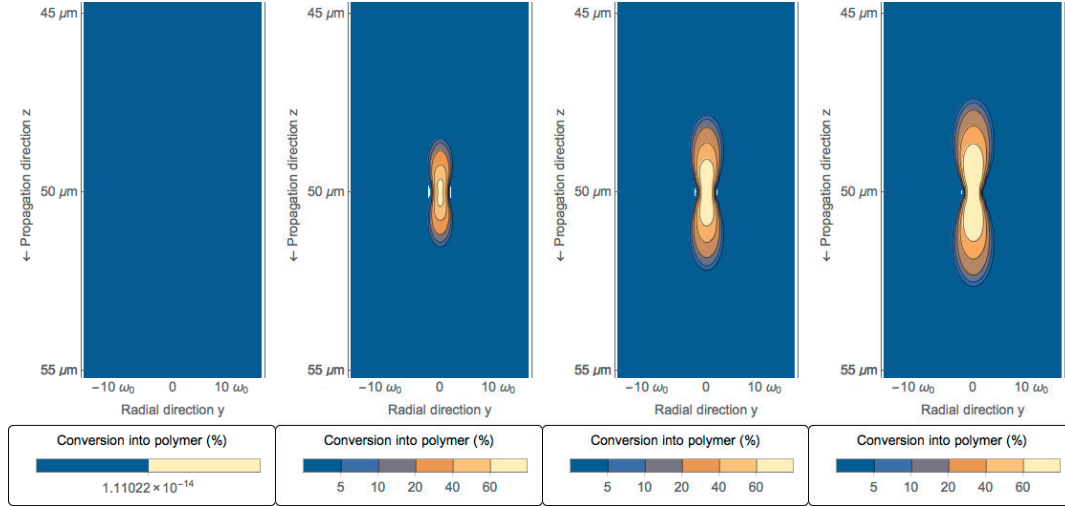 45 µm
50 µm
55 µm
← Propagation direction z
−10 ω₀ 0 10 ω₀
Radial direction y
Conversion into polymer (%)
1.11022 × 10⁻¹⁴
45 µm
50 µm
55 µm
← Propagation direction z
−10 ω₀ 0 10 ω₀
Radial direction y
Conversion into polymer (%)
5 10 20 40 60
45 µm
50 µm
55 µm
← Propagation direction z
−10 ω₀ 0 10 ω₀
Radial direction y
Conversion into polymer (%)
5 10 20 40 60
45 µm
50 µm
55 µm
← Propagation direction z
−10 ω₀ 0 10 ω₀
Radial direction y
Conversion into polymer (%)
5 10 20 40 60